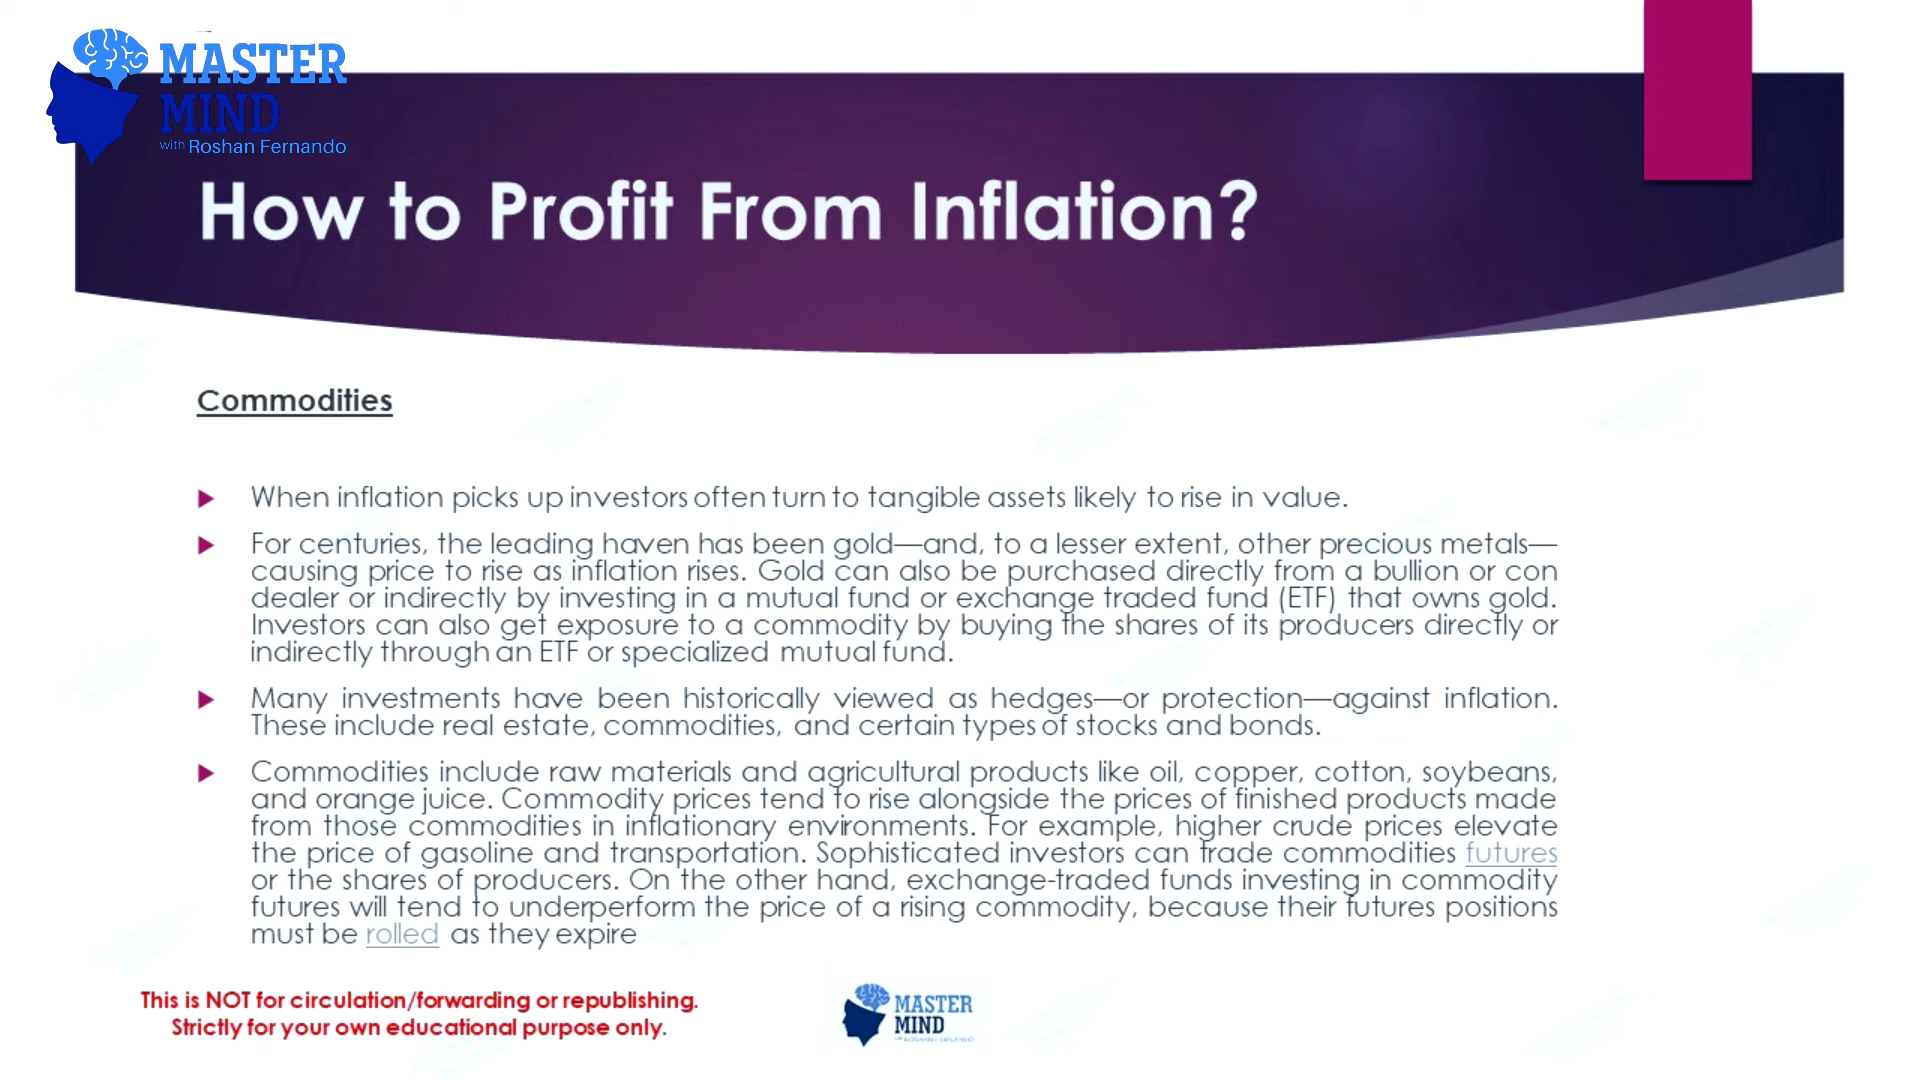 MASTER
MIND
with Roshan Fernando
How to Profit From Inflation?
Commodities
When inflation picks up investors often turn to tangible assets likely to rise in value.
For centuries, the leading haven has been gold—and, to a lesser extent, other precious metals—
causing price to rise as inflation rises. Gold can also be purchased directly from a bullion or con
dealer or indirectly by investing in a mutual fund or exchange traded fund (ETF) that owns gold.
Investors can also get exposure to a commodity by buying the shares of its producers directly or
indirectly through an ETF or specialized mutual fund.
Many investments have been historically viewed as hedges—or protection—against inflation.
These include real estate, commodities, and certain types of stocks and bonds.
Commodities include raw materials and agricultural products like oil, copper, cotton, soybeans,
and orange juice. Commodity prices tend to rise alongside the prices of finished products made
from those commodities in inflationary environments. For example, higher crude prices elevate
the price of gasoline and transportation. Sophisticated investors can trade commodities futures
or the shares of producers. On the other hand, exchange-traded funds investing in commodity
futures will tend to underperform the price of a rising commodity, because their futures positions
must be rolled as they expire
This is NOT for circulation/forwarding or republishing.
Strictly for your own educational purpose only.
MASTER
MIND